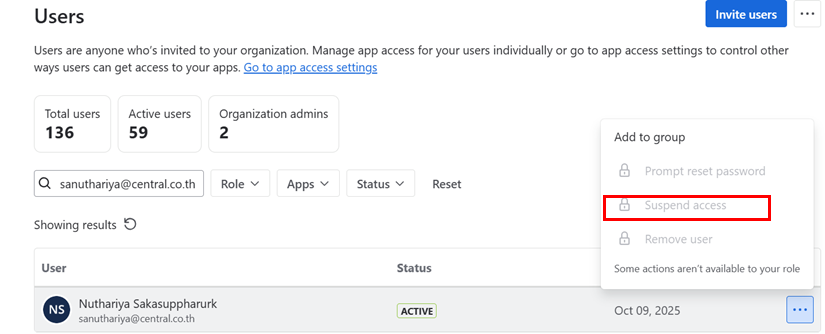 Users
Invite users
...
Users are anyone who's invited to your organization. Manage app access for your users individually or go to app access settings to control other
ways users can get access to your apps. Go to app access settings
Total users
136
Active users
59
Organization admins
2
sanuthariya@central.co.th
Role
Apps
Status
Reset
Showing results
Add to group
Prompt reset password
Suspend access
Remove user
Some actions aren't available to your role
User
Status
NS
Nuthariya Sakasuppharurk
sanuthariya@central.co.th
ACTIVE
Oct 09, 2025
...